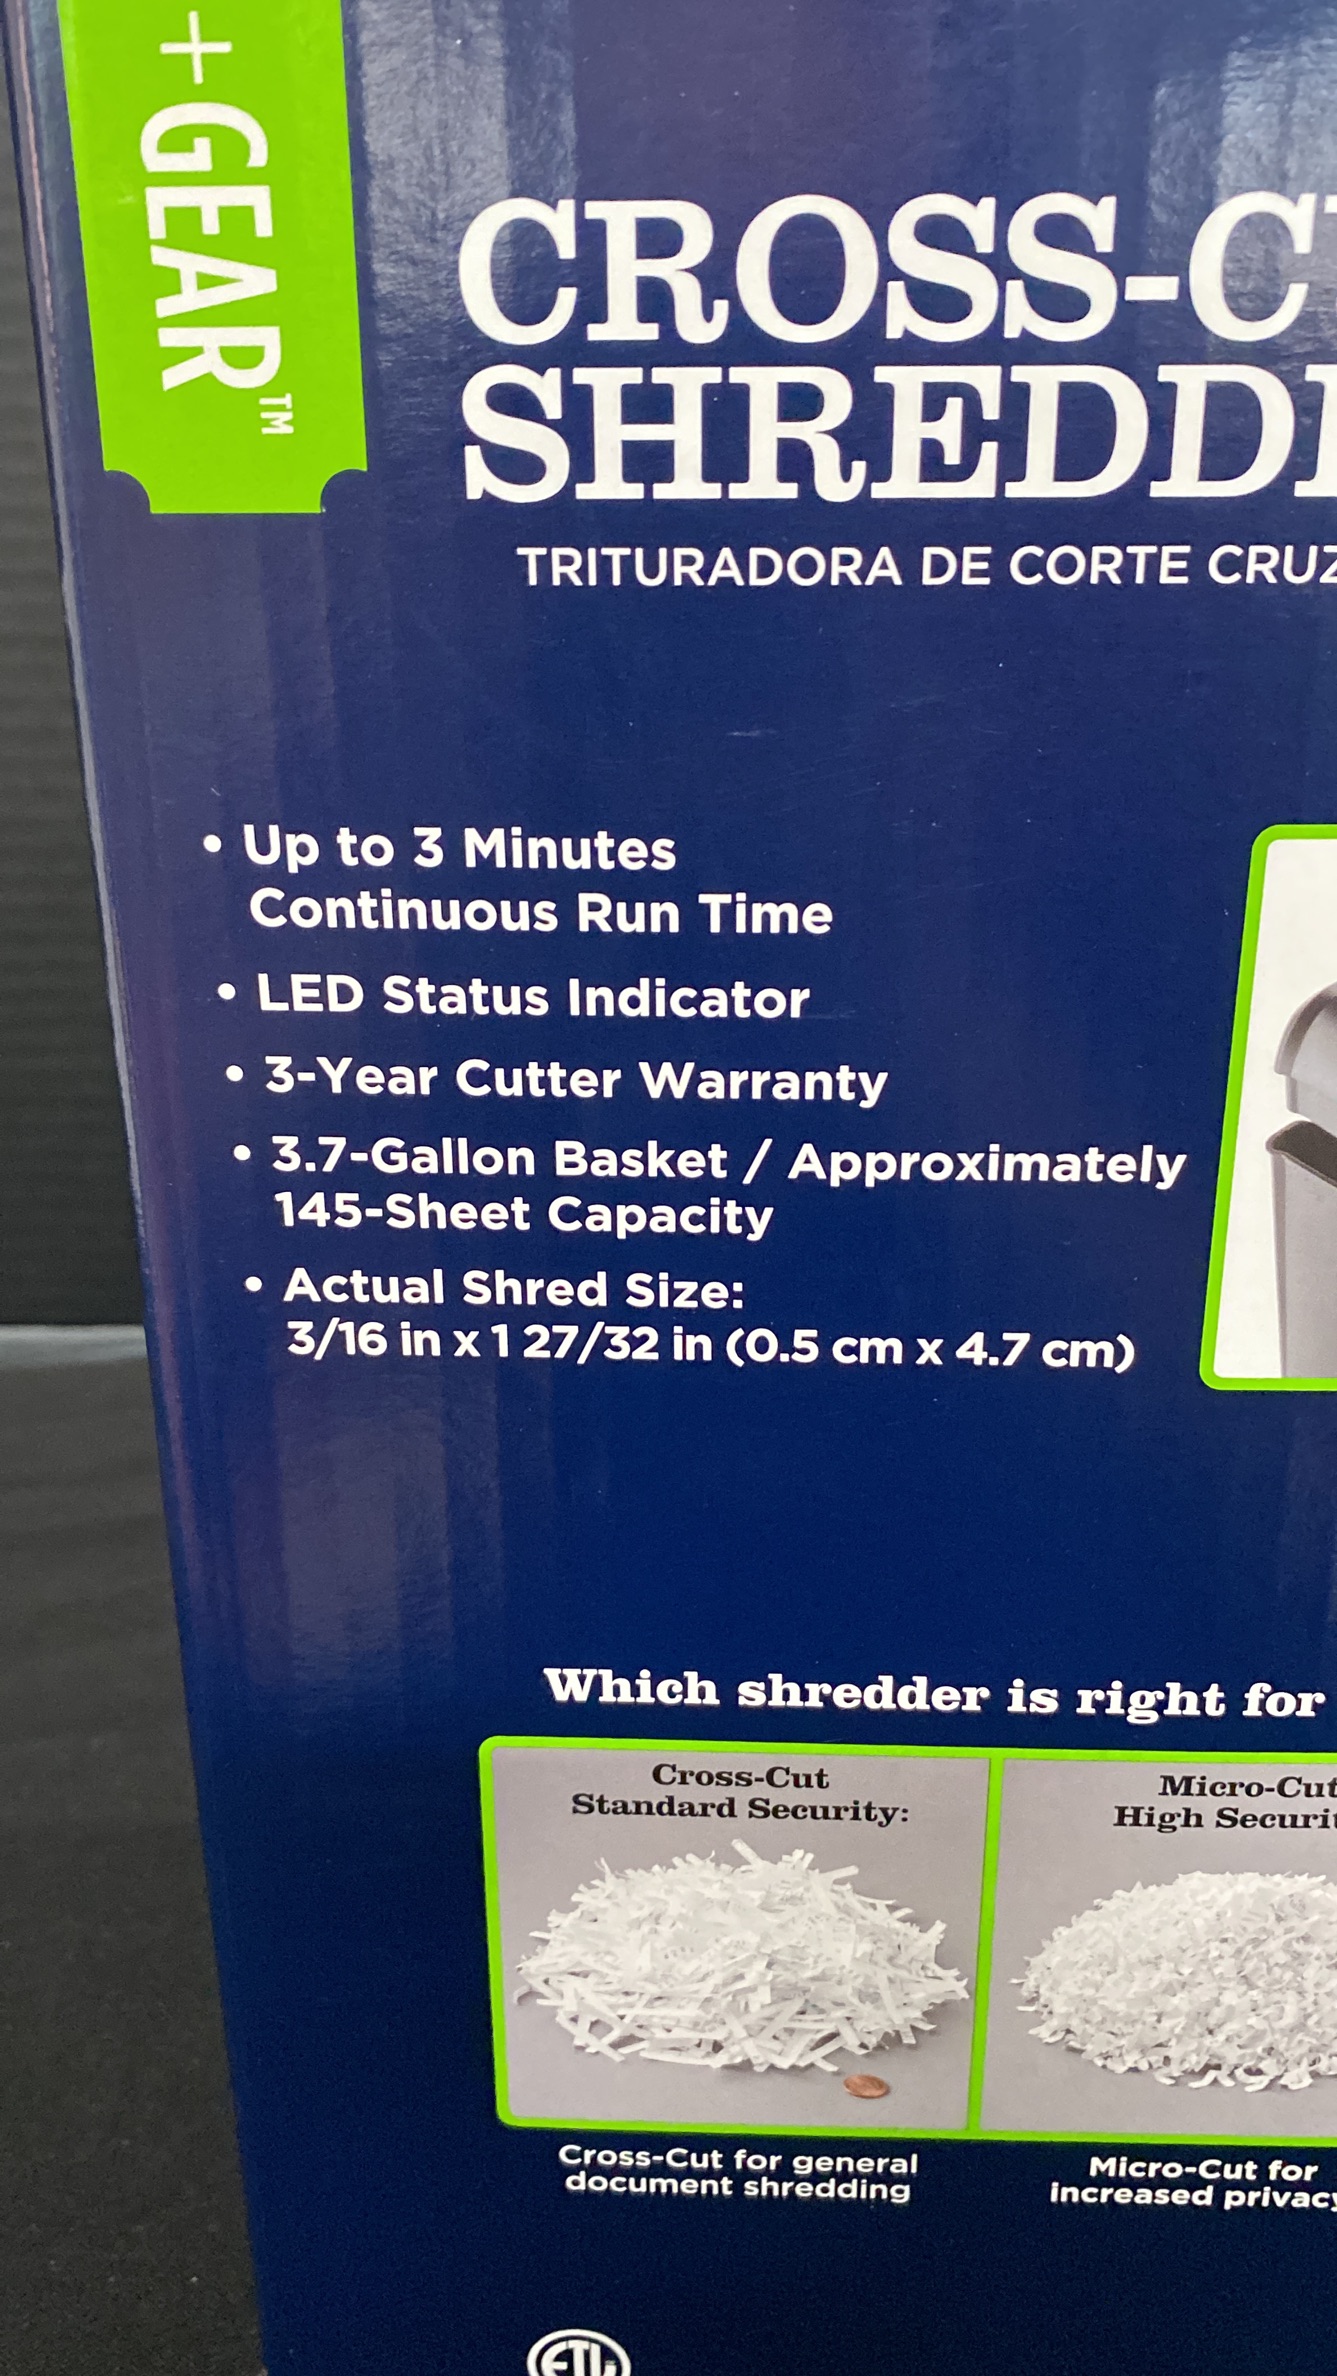 +GEAR™
CROSS-C
SHREDD
TRITURADORA DE CORTE CRUZ
• Up to 3 Minutes
Continuous Run Time
• LED Status Indicator
• 3-Year Cutter Warranty
• 3.7-Gallon Basket / Approximately
145-Sheet Capacity
• Actual Shred Size:
3/16 in x 1 27/32 in (0.5 cm x 4.7 cm)
Which shredder is right for
Cross-Cut
Standard Security:
Micro-Cut
High Securit
Cross-Cut for general
document shredding
Micro-Cut for
increased privacy
ETL